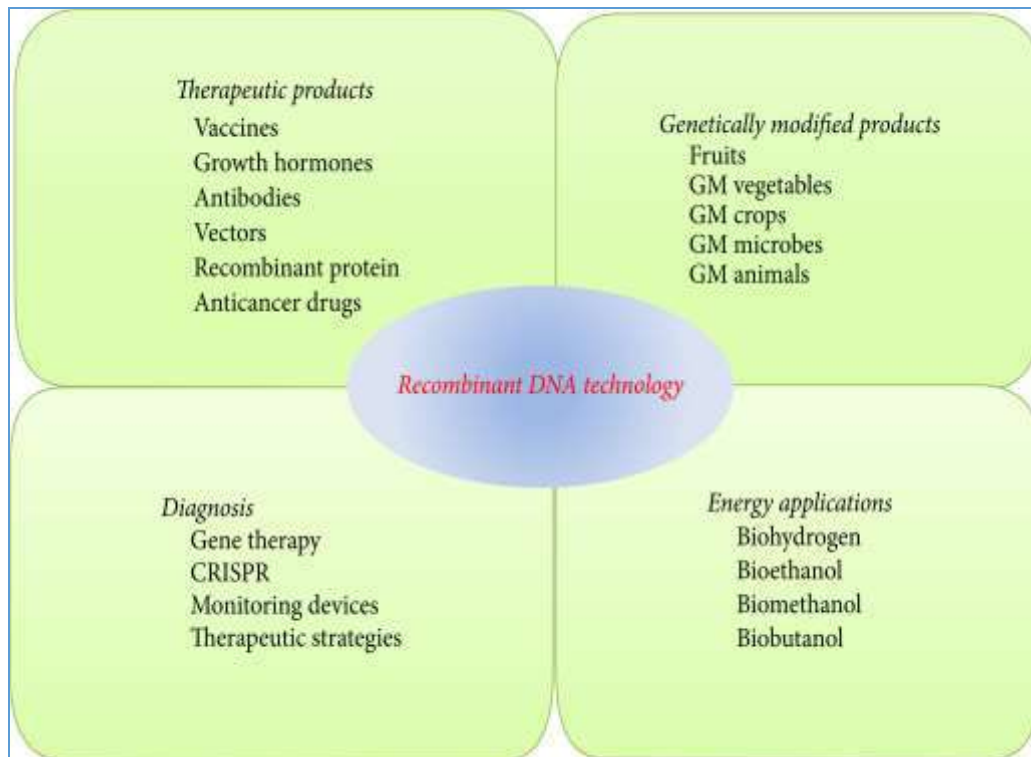 Therapeutic products
Vaccines
Growth hormones
Antibodies
Vectors
Recombinant protein
Anticancer drugs
Genetically modified products
Fruits
GM vegetables
GM crops
GM microbes
GM animals
Recombinant DNA technology
Diagnosis
Gene therapy
CRISPR
Monitoring devices
Therapeutic strategies
Energy applications
Biohydrogen
Bioethanol
Biomethanol
Biobutanol